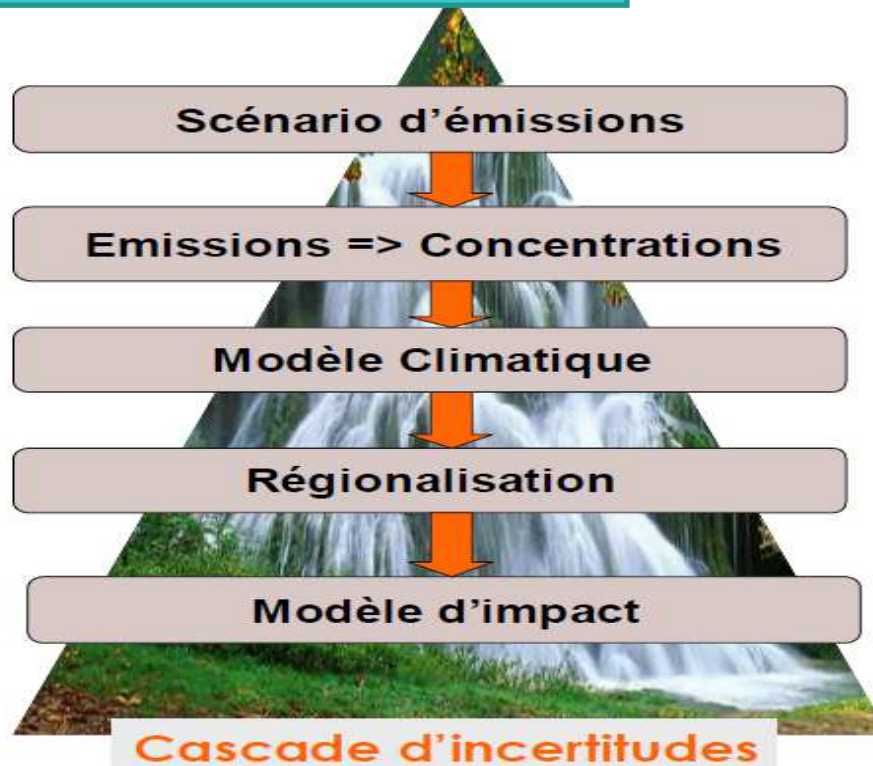 Scénario d'émissions
Emissions => Concentrations
Modèle Climatique
Régionalisation
Modèle d'impact
Cascade d'incertitudes